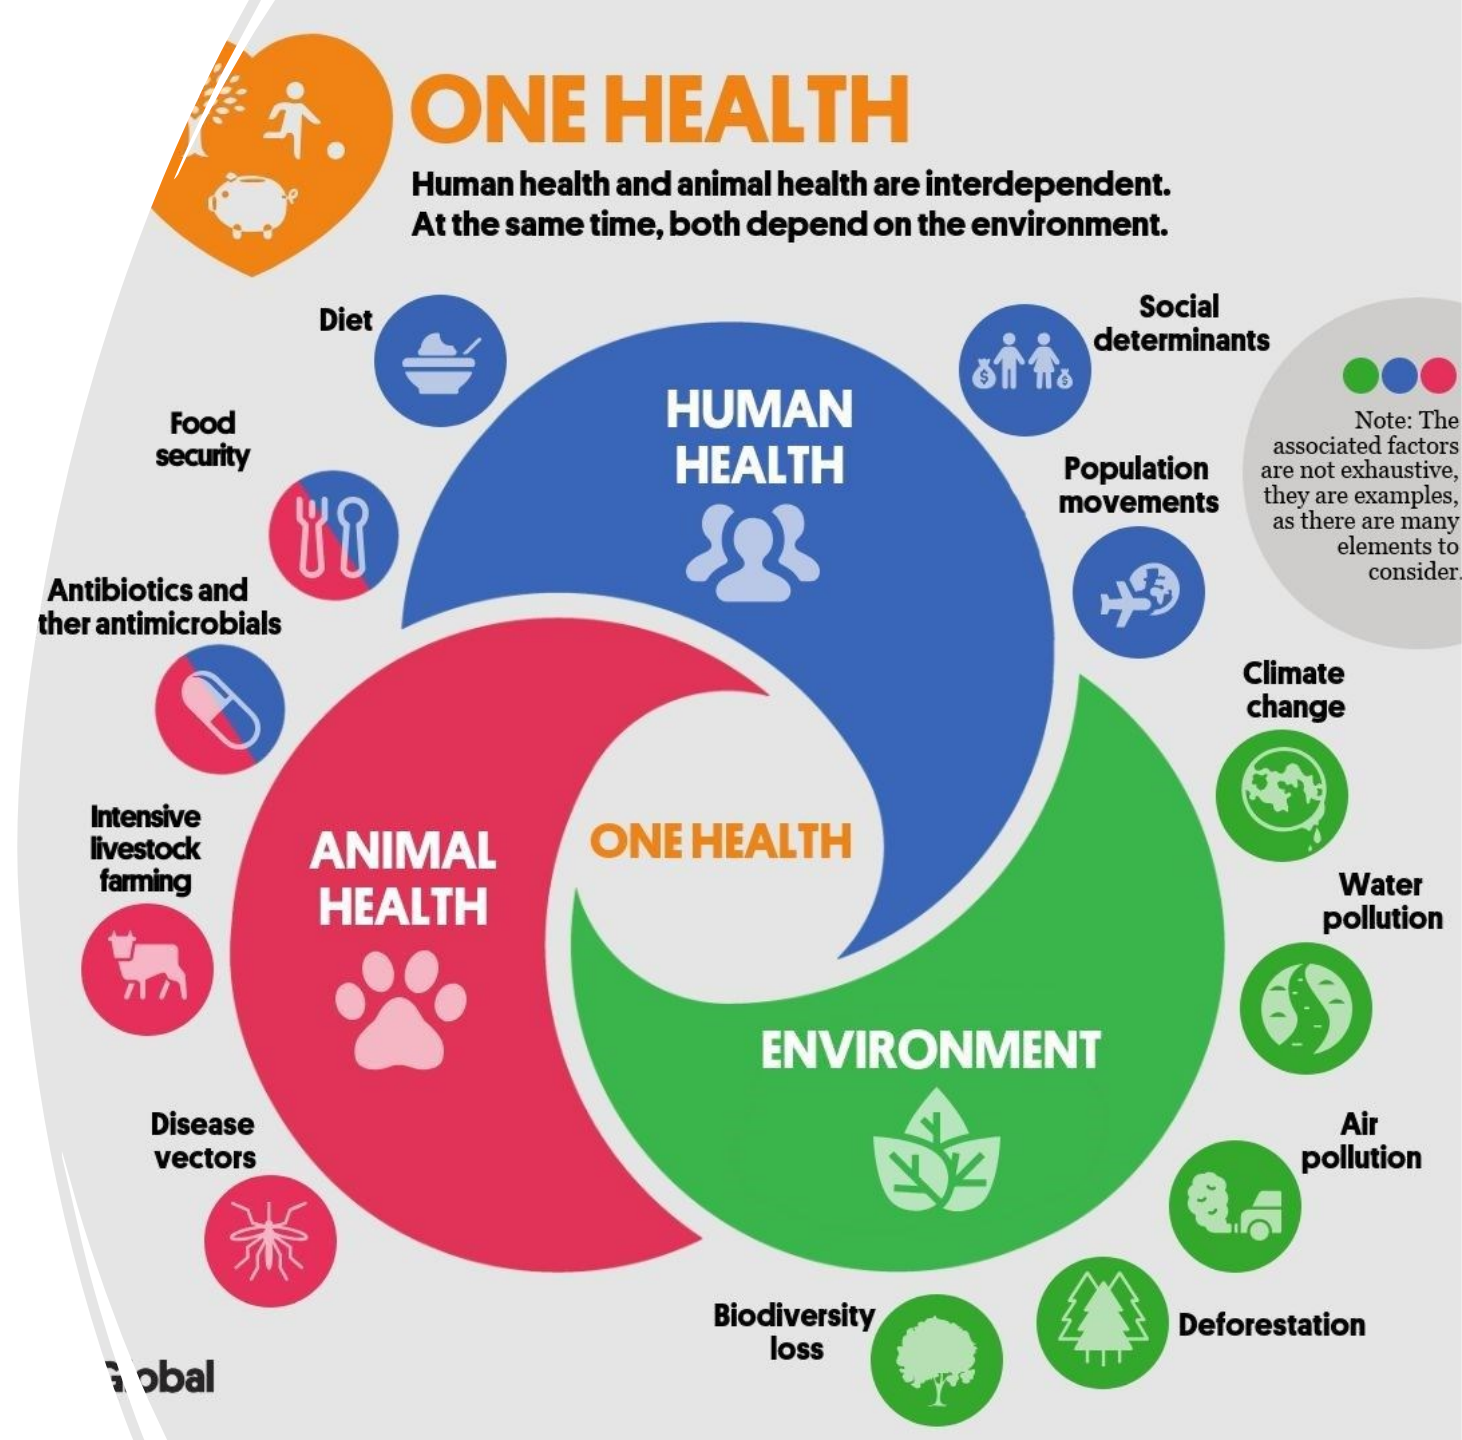 ONE HEALTH
Human health and animal health are interdependent.
At the same time, both depend on the environment.
Diet
Social
determinants
Food
security
Population
movements
Note: The
associated factors
are not exhaustive,
they are examples,
as there are many
elements to
consider.
HUMAN
HEALTH
Antibiotics and
ther antimicrobials
Climate
change
Intensive
livestock
farming
ANIMAL
HEALTH
ONE HEALTH
Water
pollution
ENVIRONMENT
Disease
vectors
Air
pollution
Biodiversity
loss
Deforestation
Global